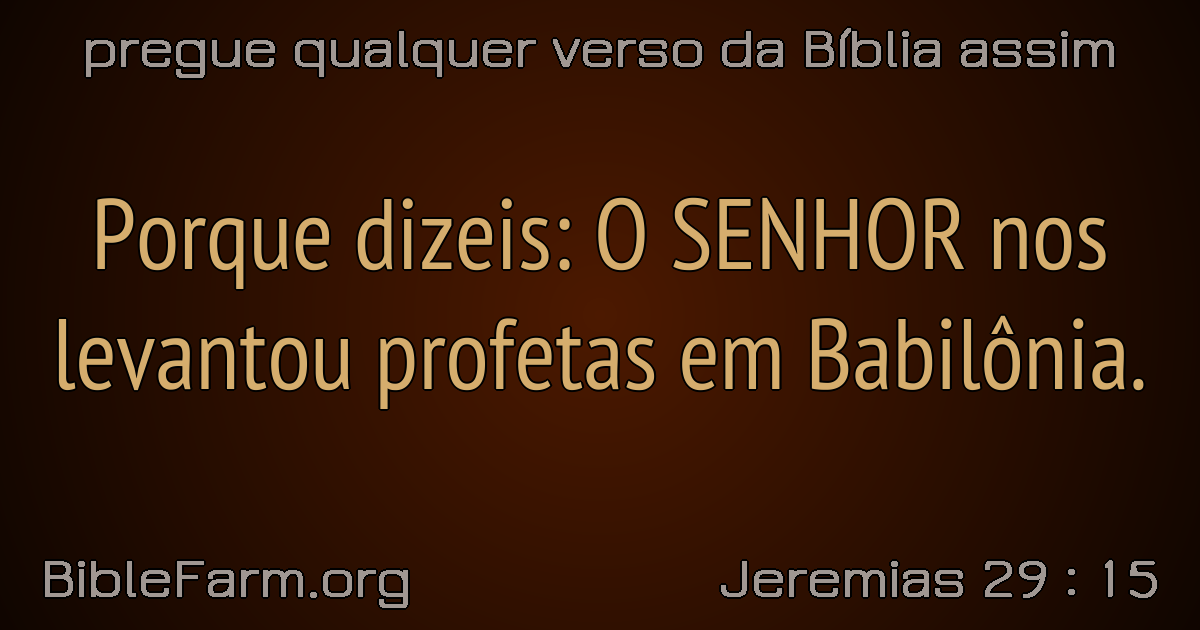 pregue qualquer verso da Bíblia assim
Porque dizeis: O SENHOR nos
levantou profetas em Babilônia.
BibleFarm.org
Jeremias 29 : 15